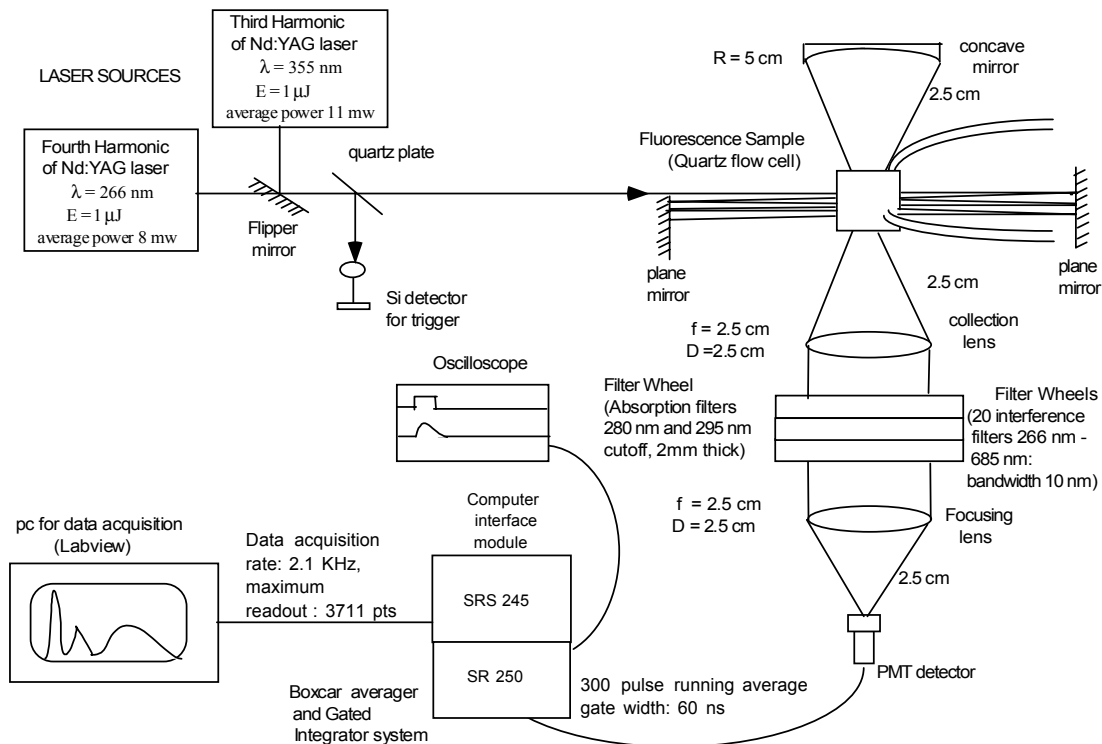 LASER SOURCES
Third Harmonic
of Nd:YAG laser
λ = 355 nm
E = 1 μJ
average power 11 mw
Fourth Harmonic
of Nd:YAG laser
λ = 266 nm
E = 1 μJ
average power 8 mw
Flipper
mirror
quartz plate
Si detector
for trigger
R = 5 cm
concave
mirror
2.5 cm
Fluorescence Sample
(Quartz flow cell)
plane
mirror
plane
mirror
2.5 cm
collection
lens
f = 2.5 cm
D =2.5 cm
Filter Wheel
(Absorption filters
280 nm and 295 nm
cutoff, 2mm thick)
Filter Wheels
(20 interference
filters 266 nm -
685 nm:
bandwidth 10 nm)
f = 2.5 cm
D = 2.5 cm
Focusing
lens
2.5 cm
PMT detector
Oscilloscope
Computer
interface
module
SRS 245
SR 250
pc for data acquisition
(Labview)
Data acquisition
rate: 2.1 KHz,
maximum
readout : 3711 pts
Boxcar averager
and Gated
Integrator system
300 pulse running average
gate width: 60 ns